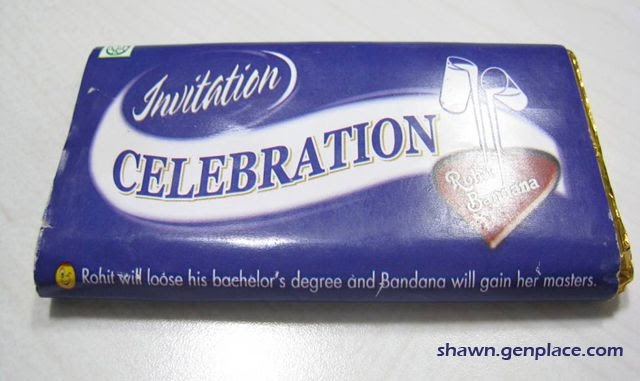 Invitation
CELEBRATION
Rohit
Bandana
Rohit will loose his bachelor's degree and Bandana will gain her masters.
shawn.genplace.com